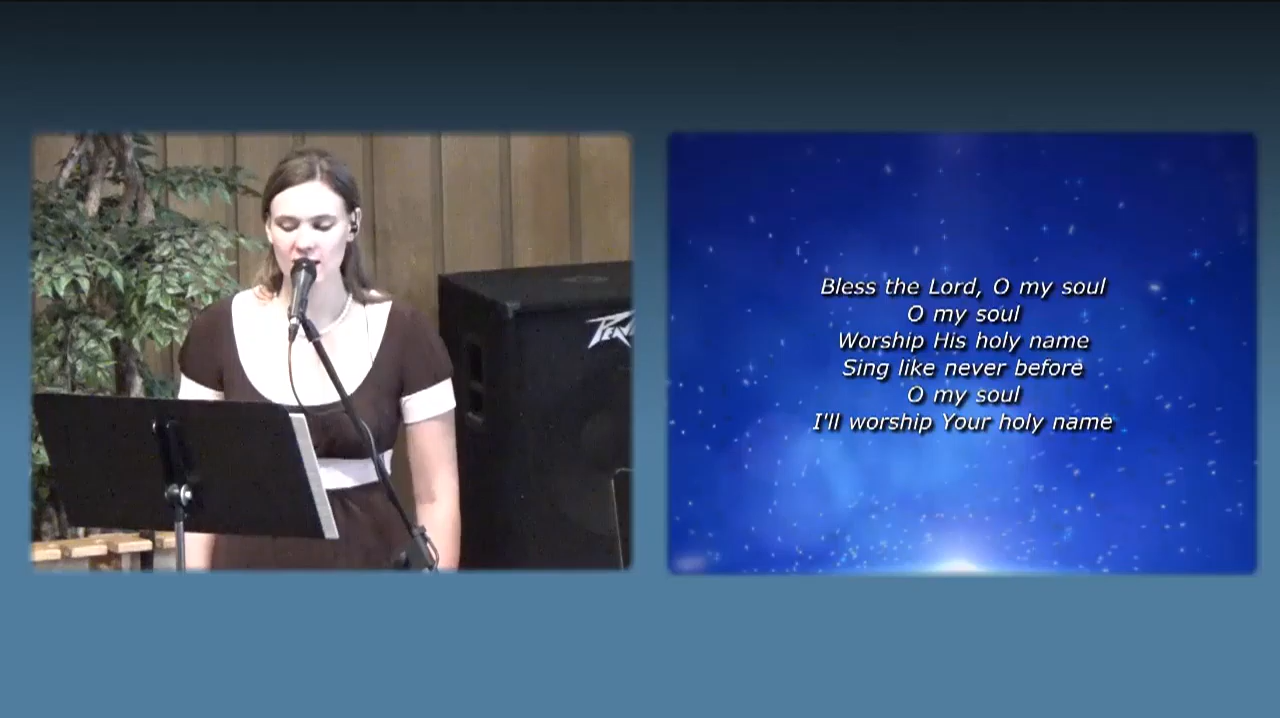 Bless the Lord, O my soul
O my soul
Worship His holy name
Sing like never before
O my soul
I'll worship Your holy name